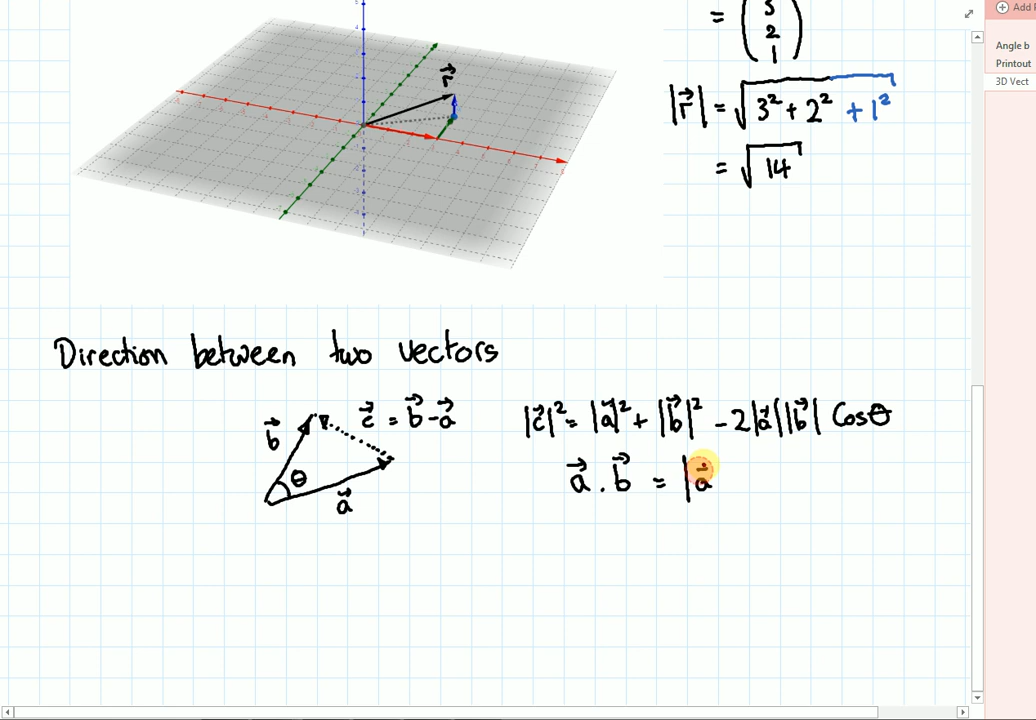 = (3 2 1)
r⃗
|r⃗| = √3² + 2² + 1²
= √14
Direction between two vectors
b⃗ c⃗ = b⃗ - a⃗
θ
a⃗
|c⃗|² = |a⃗|² + |b⃗|² - 2|a⃗||b⃗| Cosθ
a⃗ . b⃗ = |a⃗
Add
Angle b
Printout
3D Vect